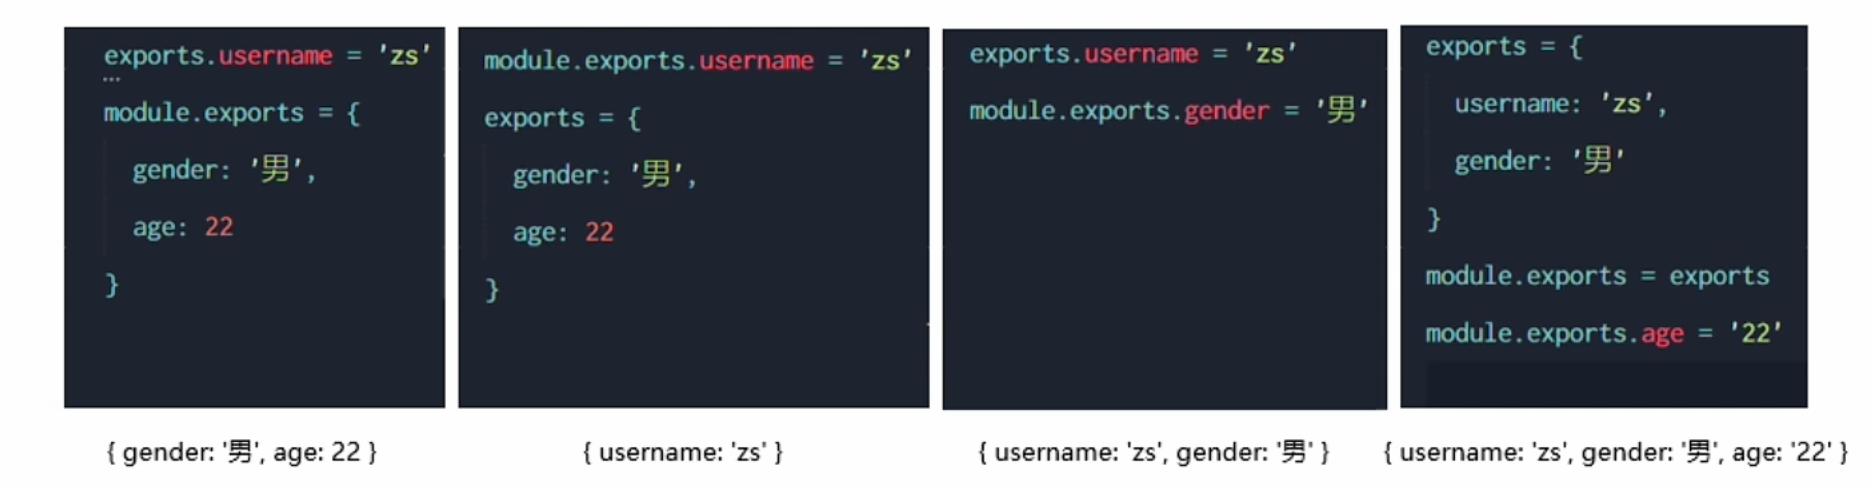 exports.username = 'zs'
...
module.exports = {
gender: '男',
age: 22
}
{ gender: '男', age: 22 }
module.exports.username = 'zs'
exports = {
gender: '男',
age: 22
}
{ username: 'zs' }
exports.username = 'zs'
module.exports.gender = '男'
{ username: 'zs', gender: '男' }
exports = {
username: 'zs',
gender: '男'
}
module.exports = exports
module.exports.age = '22'
{ username: 'zs', gender: '男', age: '22' }